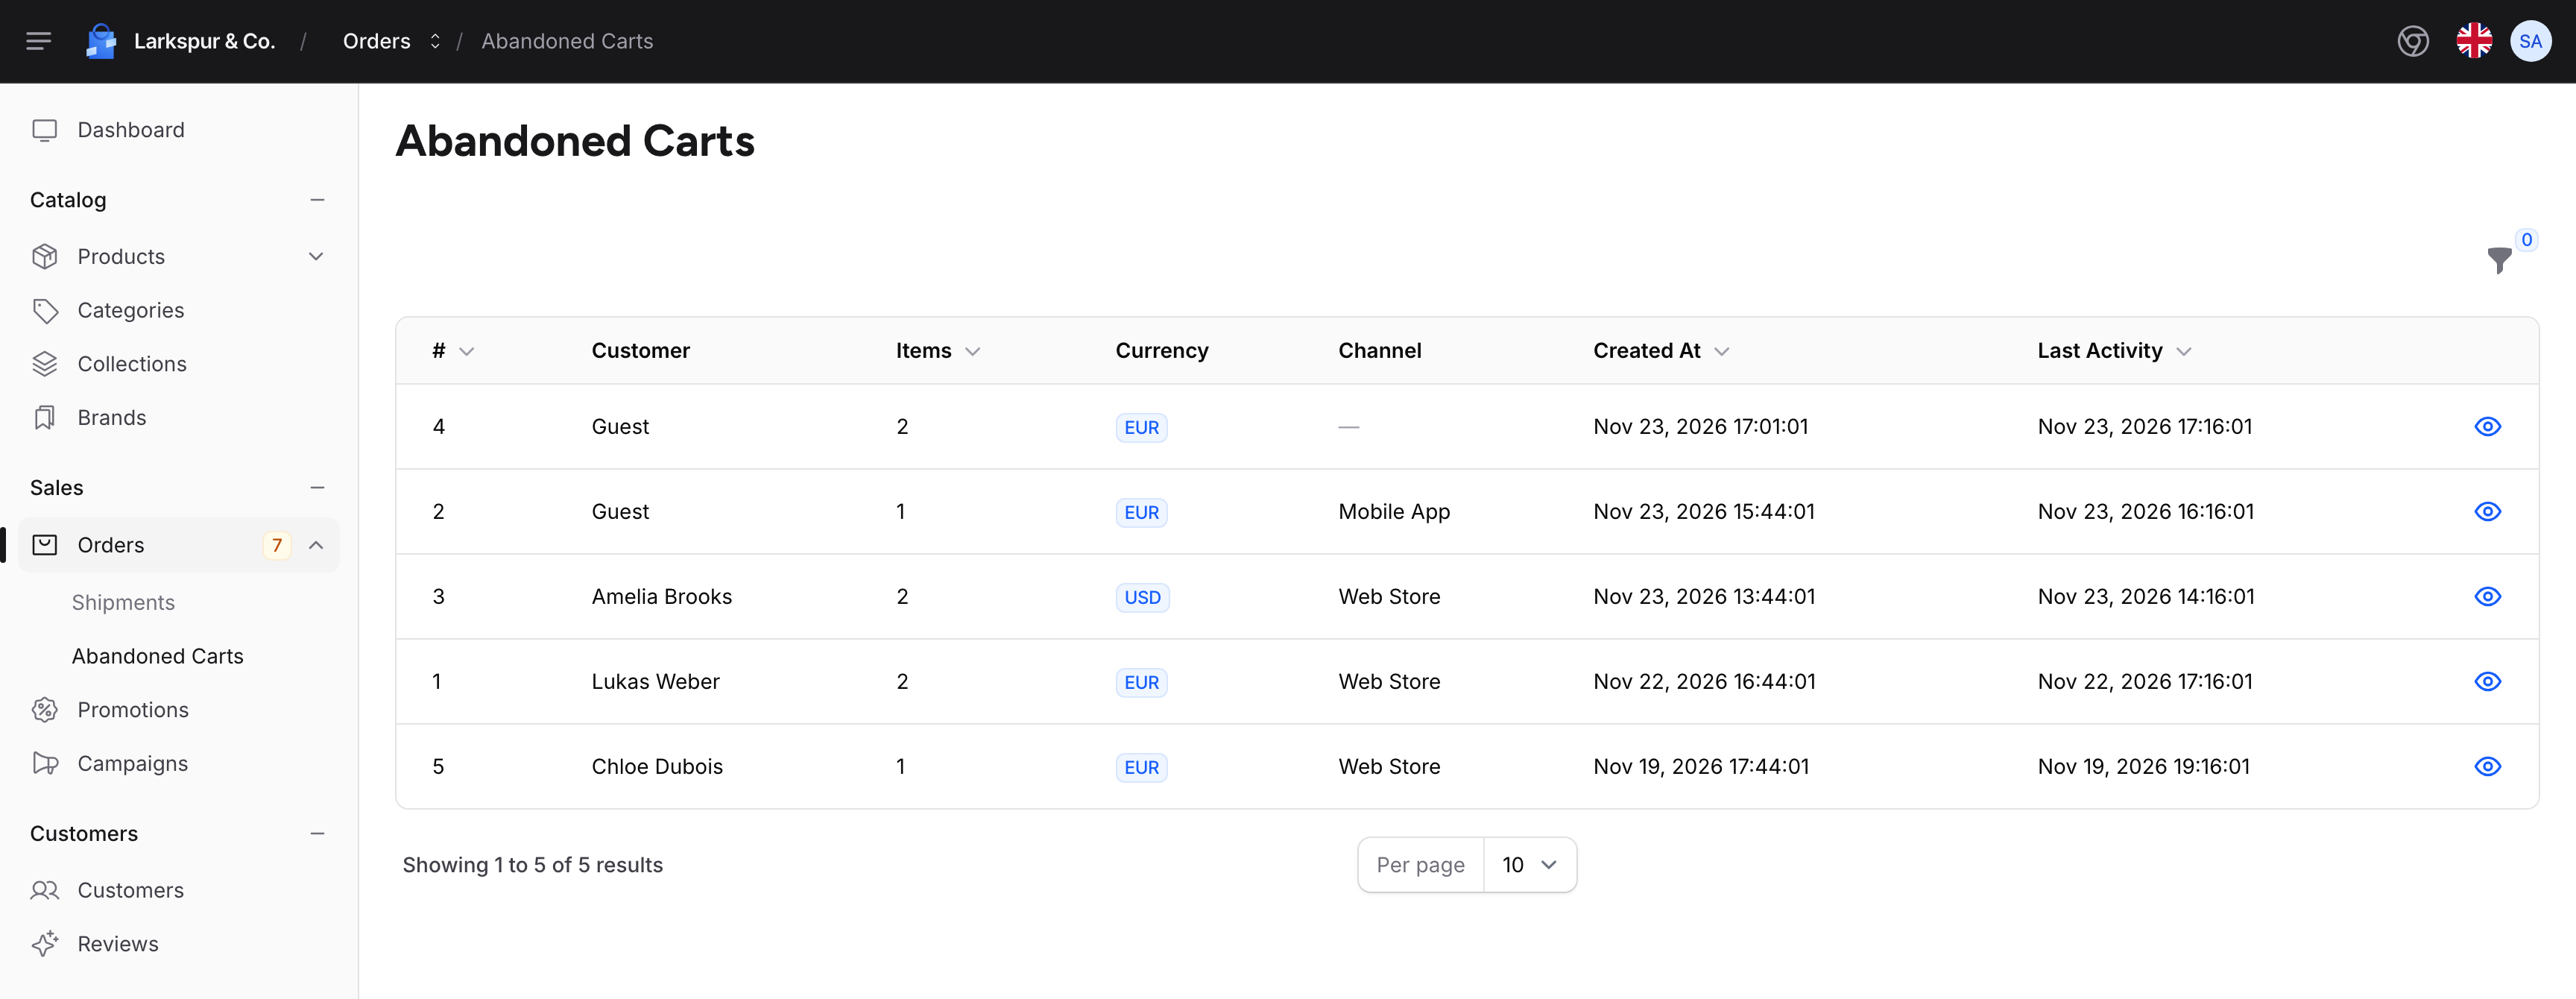 Larkspur & Co. / Orders / Abandoned Carts SA
Dashboard
Catalog
Products
Categories
Collections
Brands
Sales
Orders 7
Shipments
Abandoned Carts
Promotions
Campaigns
Customers
Customers
Reviews
Abandoned Carts
0
# Customer Items Currency Channel Created At Last Activity
4 Guest 2 EUR — Nov 23, 2026 17:01:01 Nov 23, 2026 17:16:01
2 Guest 1 EUR Mobile App Nov 23, 2026 15:44:01 Nov 23, 2026 16:16:01
3 Amelia Brooks 2 USD Web Store Nov 23, 2026 13:44:01 Nov 23, 2026 14:16:01
1 Lukas Weber 2 EUR Web Store Nov 22, 2026 16:44:01 Nov 22, 2026 17:16:01
5 Chloe Dubois 1 EUR Web Store Nov 19, 2026 17:44:01 Nov 19, 2026 19:16:01
Showing 1 to 5 of 5 results Per page 10